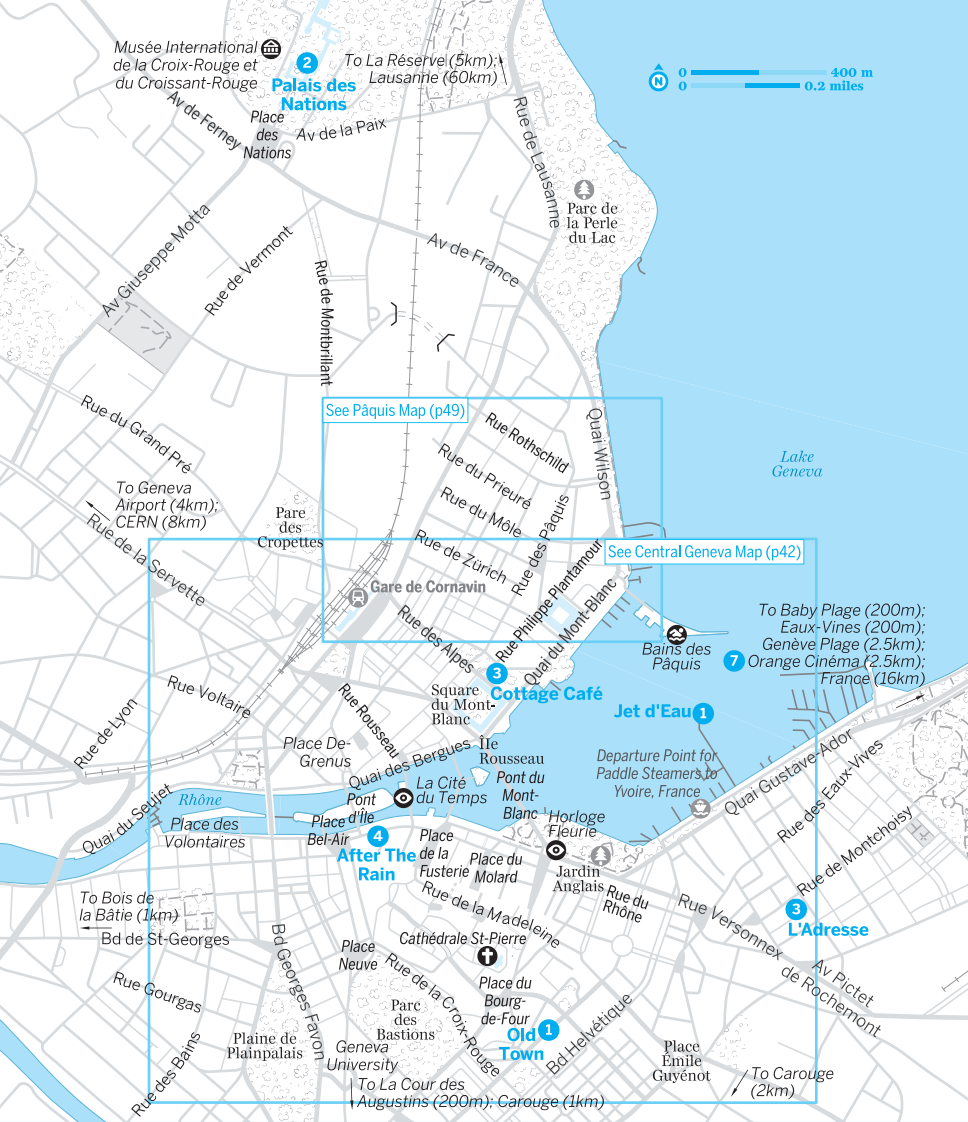 Musée International
de la Croix-Rouge et
du Croissant-Rouge
2
Palais des
Nations
To La Réserve (5km);
Lausanne (60km)
N
0 400 m
0 0.2 miles
Av de Ferney
Place
des
Nations
Av de la Paix
Rue de Lausanne
Parc de
la Perle
du Lac
Av Giuseppe Motta
Rue de Vermont
Rue de Montbrillant
Av de France
See Pâquis Map (p49)
Rue du Grand Pré
Rue Rothschild
Quai Wilson
Lake
Geneva
Rue du Prieuré
To Geneva
Airport (4km);
CERN (8km)
Parc
des
Cropettes
Rue du Môle
Rue des Pâquis
Rue de la Servette
Rue de Zürich
See Central Geneva Map (p42)
Gare de Cornavin
Rue Philippe Plantamour
Quai du Mont-Blanc
Rue des Alpes
Bains des
Pâquis
To Baby Plage (200m);
Eaux-Vines (200m);
Genève Plage (2.5km);
Orange Cinéma (2.5km);
France (16km)
7
3
Cottage Café
Square
du Mont-
Blanc
Rue Voltaire
Rue Rousseau
Jet d'Eau
1
Rue de Lyon
Place De-
Grenus
Quai des Bergues
Île
Rousseau
Departure Point for
Paddle Steamers to
Yvoire, France
Quai Gustave-Ador
Rue des Eaux-Vives
Rhône
La Cité
du Temps
Pont du
Mont-
Blanc
Quai du Seujet
Place des
Volontaires
Pont
d'Île
Place
Bel-Air
Horloge
Fleurie
4
After The
Rain
Place
de la
Fusterie
Place du
Molard
Jardin
Anglais
Rue de Montchoisy
Rue du
Rhône
Rue de la Madeleine
Rue Versonnex
3
L'Adresse
To Bois de
la Bâtie (1km)
Bd de St-Georges
Bd Georges Favon
Place
Neuve
Cathédrale St-Pierre
Av Pictet
de Rochemont
Rue Gourgas
Rue de la Croix-Rouge
Place du
Bourg-
de-Four
Parc
des
Bastions
Old
Town
1
Bd Helvétique
Plaine de
Plainpalais
Geneva
University
Place
Émile
Guyénot
Rue des Bains
To La Cour des
Augustins (200m); Carouge (1km)
To Carouge
(2km)